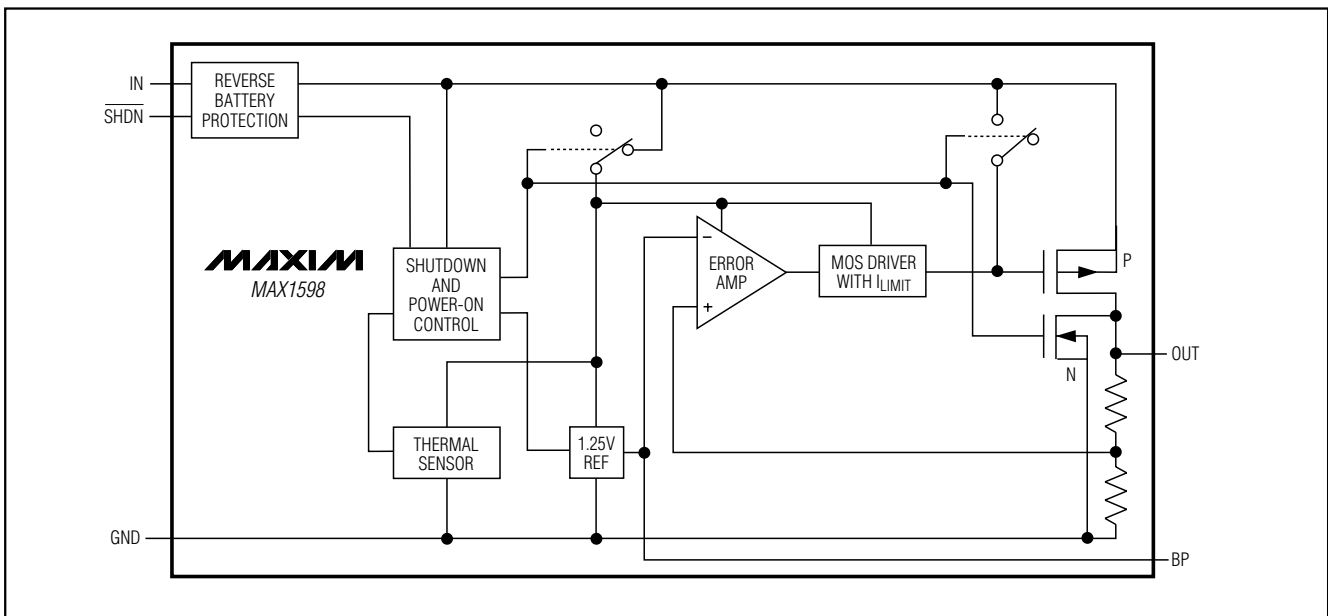 IN
SHDN
REVERSE
BATTERY
PROTECTION
MAXIM
MAX1598
SHUTDOWN
AND
POWER-ON
CONTROL
−
ERROR
AMP
+
MOS DRIVER
WITH ILIMIT
P
N
OUT
THERMAL
SENSOR
1.25V
REF
GND
BP